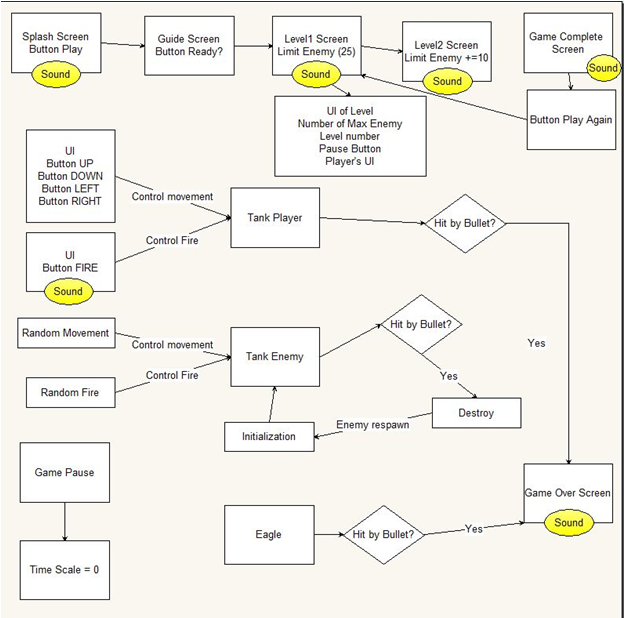 Splash Screen
Button Play
Sound
Guide Screen
Button Ready?
Level1 Screen
Limit Enemy (25)
Sound
Level2 Screen
Limit Enemy +=10
Sound
Game Complete
Screen
Sound
UI of Level
Number of Max Enemy
Level number
Pause Button
Player's UI
Button Play Again
UI
Button UP
Button DOWN
Button LEFT
Button RIGHT
Control movement
Tank Player
Hit by Bullet?
Control Fire
UI
Button FIRE
Sound
Random Movement
Control movement
Tank Enemy
Hit by Bullet?
Yes
Control Fire
Random Fire
Yes
Destroy
Enemy respawn
Initialization
Game Pause
Time Scale = 0
Eagle
Hit by Bullet?
Yes
Game Over Screen
Sound